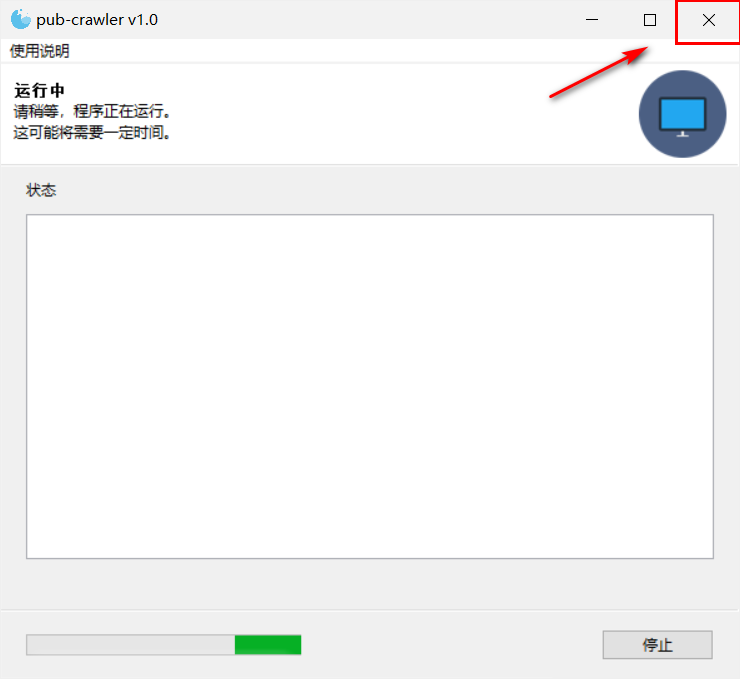 pub-crawler v1.0
使用说明
运行中
请稍等，程序正在运行。
这可能将需要一定时间。
状态
停止